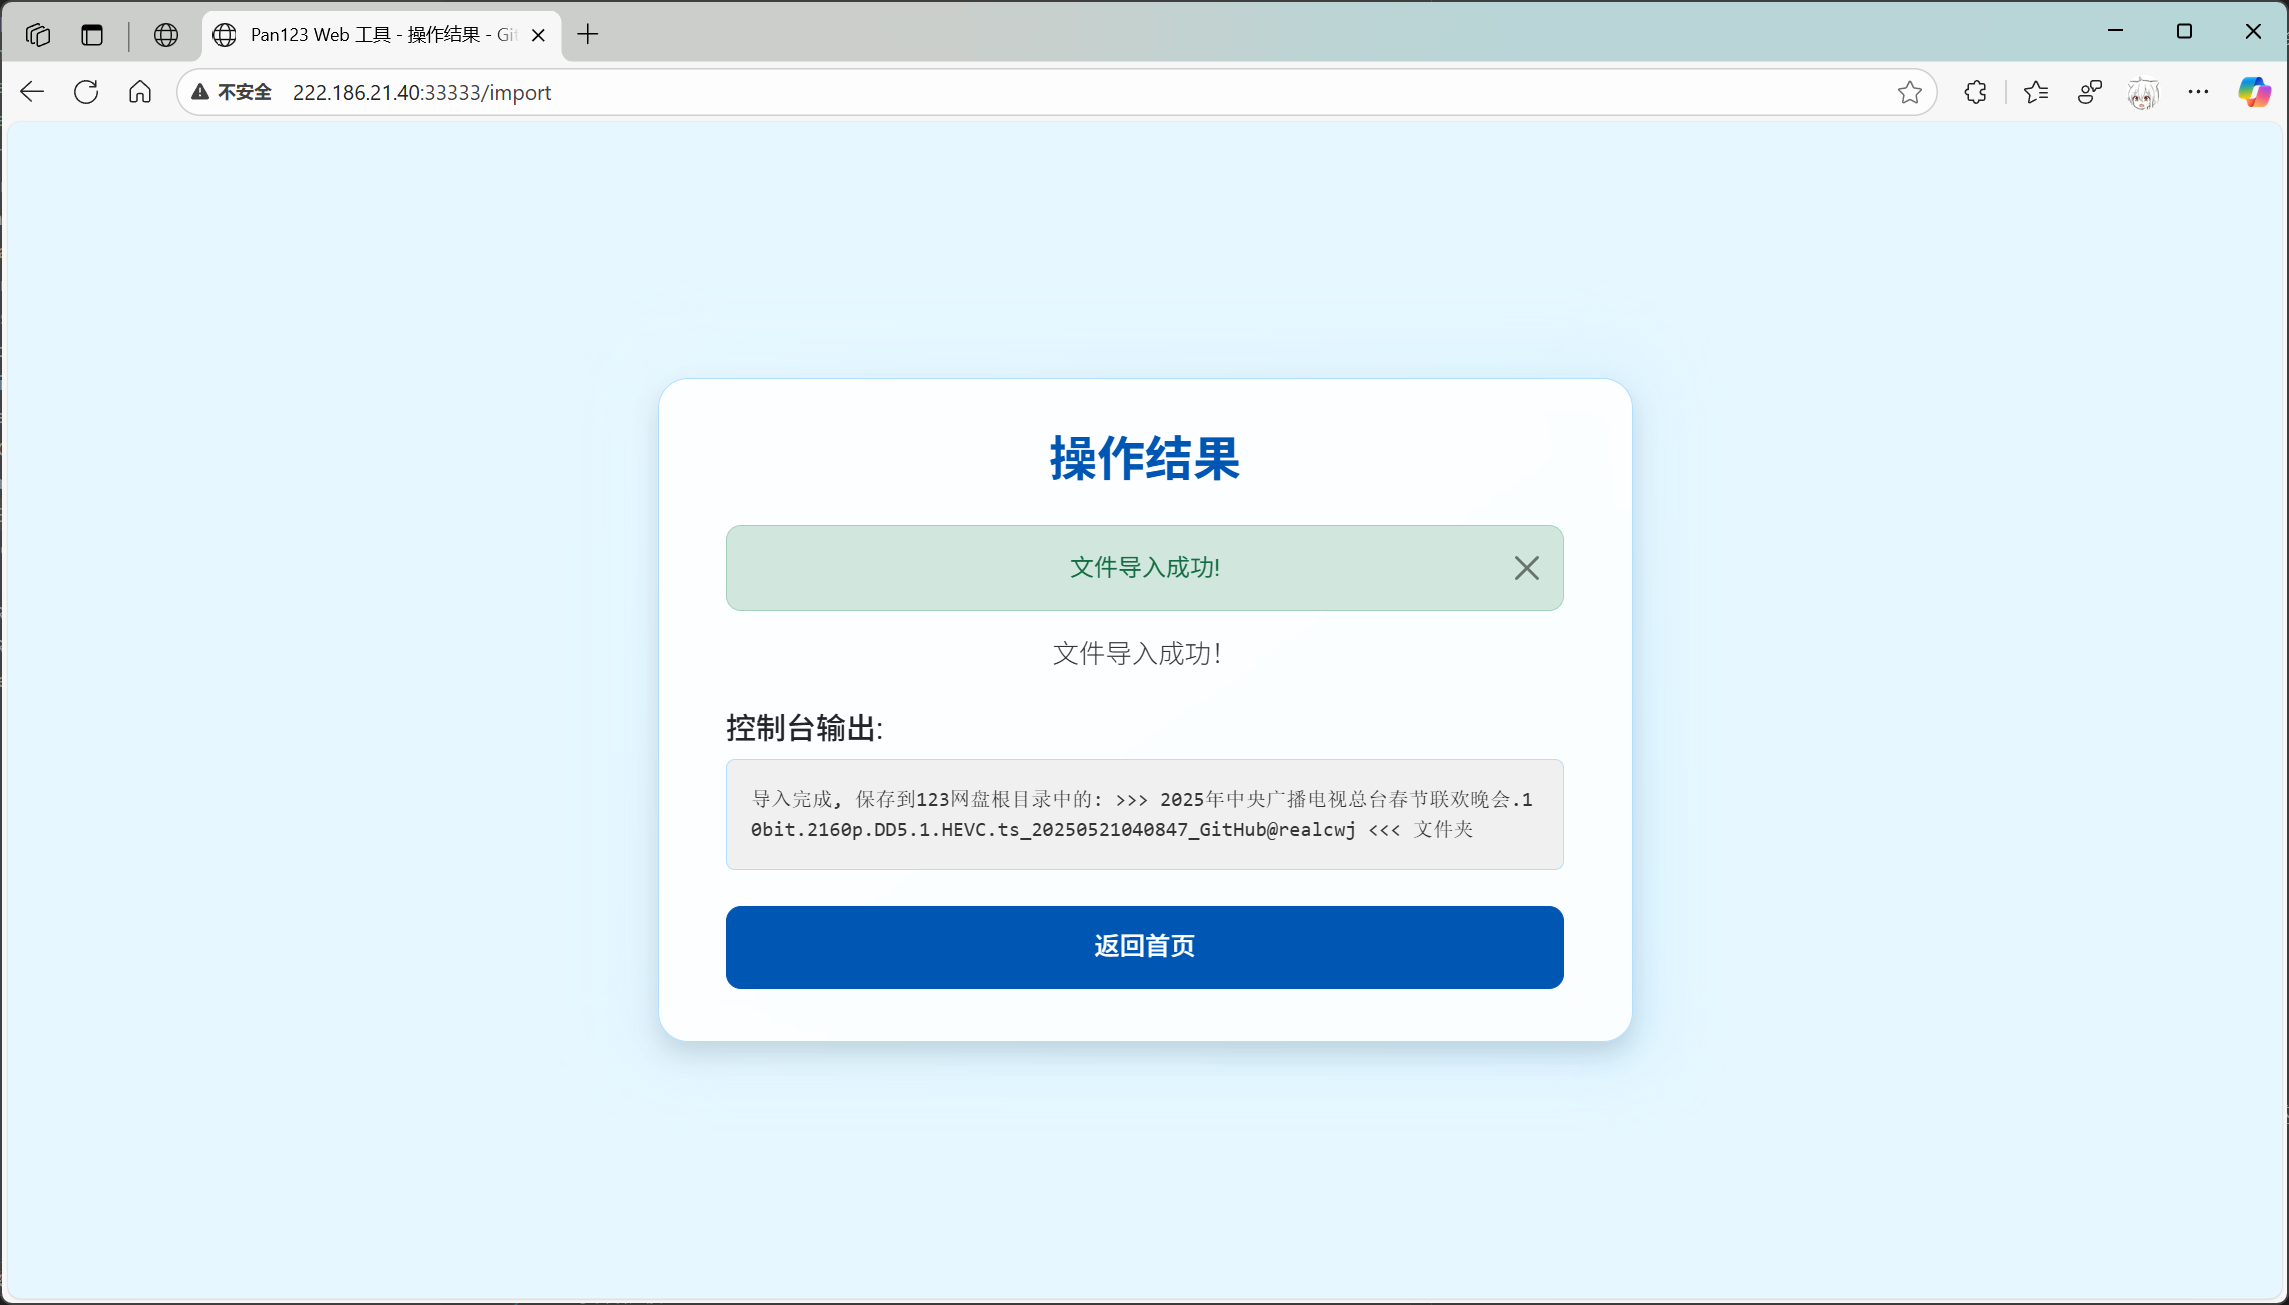 Pan123 Web 工具 - 操作结果 - Git
不安全 222.186.21.40:33333/import
操作结果
文件导入成功!
文件导入成功!
控制台输出:
导入完成, 保存到123网盘根目录中的: >>> 2025年中央广播电视总台春节联欢晚会.1
0bit.2160p.DD5.1.HEVC.ts_20250521040847_GitHub@realcwj <<< 文件夹
返回首页